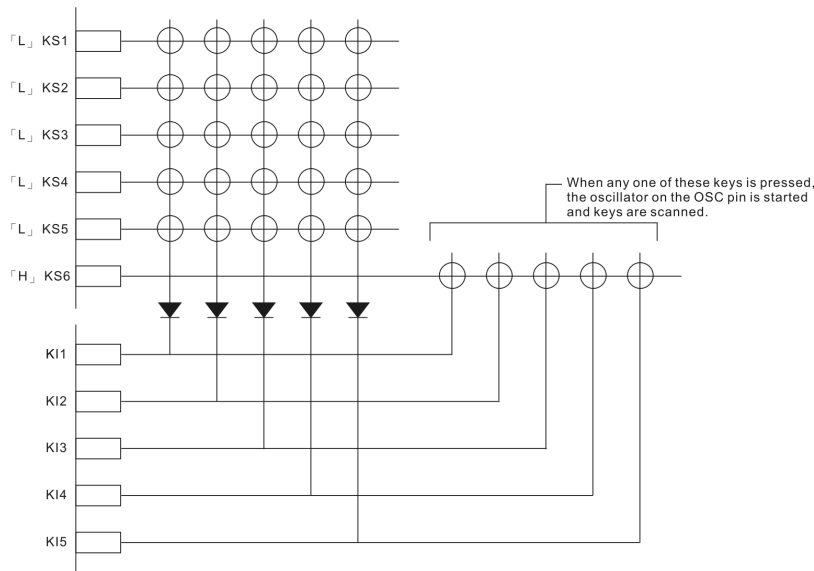 「L」 KS1
「L」 KS2
「L」 KS3
「L」 KS4
「L」 KS5
「H」 KS6
When any one of these keys is pressed,
the oscillator on the OSC pin is started
and keys are scanned.
KI1
KI2
KI3
KI4
KI5